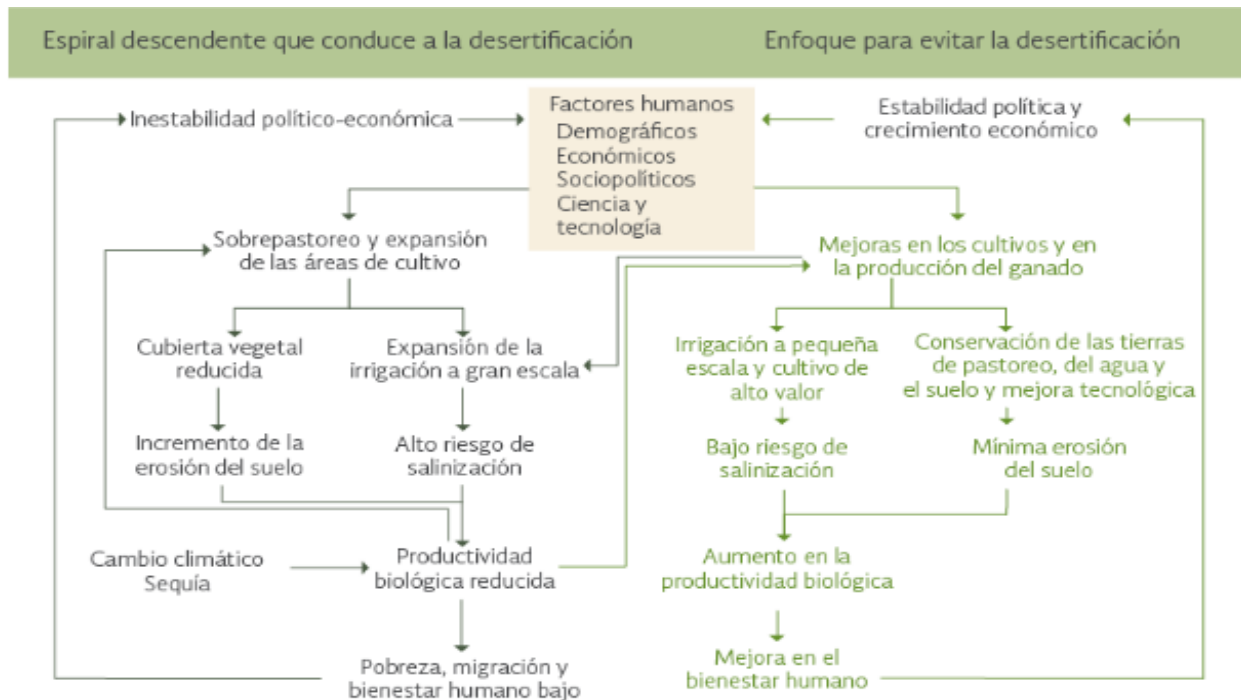 Espiral descendente que conduce a la desertificación
Enfoque para evitar la desertificación
Inestabilidad político-económica
Factores humanos
Demográficos
Económicos
Sociopolíticos
Ciencia y
tecnología
Estabilidad política y
crecimiento económico
Sobrepastoreo y expansión
de las áreas de cultivo
Mejoras en los cultivos y en
la producción del ganado
Cubierta vegetal
reducida
Expansión de la
irrigación a gran escala
Irrigación a pequeña
escala y cultivo de
alto valor
Conservación de las tierras
de pastoreo, del agua y
el suelo y mejora tecnológica
Incremento de la
erosión del suelo
Alto riesgo de
salinización
Bajo riesgo de
salinización
Mínima erosión
del suelo
Cambio climático
Sequía
Productividad
biológica reducida
Aumento en la
productividad biológica
Pobreza, migración y
bienestar humano bajo
Mejora en el
bienestar humano